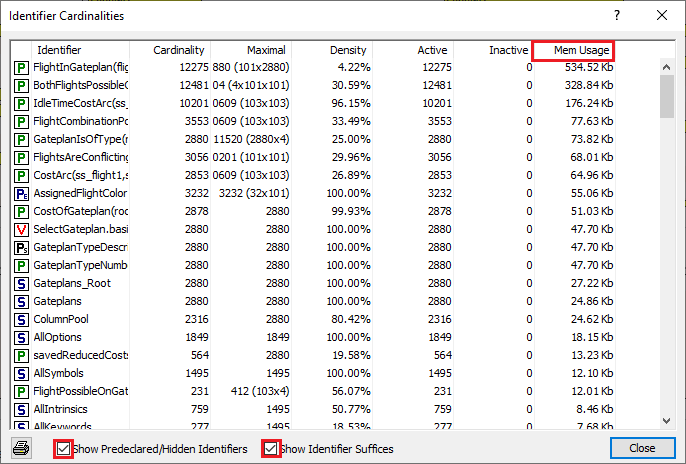 Identifier Cardinalities ?
Identifier Cardinality Maximal Density Active Inactive Mem Usage
P FlightInGateplan(flig 12275 880 (101x2880) 4.22% 12275 0 534.52 Kb
P BothFlightsPossibleO 12481 04 (4x101x101) 30.59% 12481 0 328.84 Kb
P IdleTimeCostArc(ss_ 10201 0609 (103x103) 96.15% 10201 0 176.24 Kb
P FlightCombinationPo 3553 0609 (103x103) 33.49% 3553 0 77.63 Kb
P GateplanIsOfType(r 2880 11520 (2880x4) 25.00% 2880 0 73.82 Kb
P FlightsAreConflicting 3056 0201 (101x101) 29.96% 3056 0 68.01 Kb
P CostArc(ss_flight1,s 2853 0609 (103x103) 26.89% 2853 0 64.96 Kb
PE AssignedFlightColor 3232 3232 (32x101) 100.00% 3232 0 55.06 Kb
P CostOfGateplan(roo 2878 2880 99.93% 2878 0 51.03 Kb
V SelectGateplan.basi 2880 2880 100.00% 2880 0 47.70 Kb
PS GateplanTypeDescr 2880 2880 100.00% 2880 0 47.70 Kb
P GateplanTypeNumb 2880 2880 100.00% 2880 0 47.70 Kb
S Gateplans_Root 2880 2880 100.00% 2880 0 27.22 Kb
S Gateplans 2880 2880 100.00% 2880 0 24.86 Kb
S ColumnPool 2316 2880 80.42% 2316 0 24.62 Kb
S AllOptions 1849 1849 100.00% 1849 0 18.15 Kb
P savedReducedCosts 564 2880 19.58% 564 0 13.23 Kb
S AllSymbols 1495 1495 100.00% 1495 0 12.10 Kb
P FlightPossibleOnGat 231 412 (103x4) 56.07% 231 0 12.01 Kb
S AllIntrinsics 759 1495 50.77% 759 0 8.46 Kb
S AllKeywords 277 1495 18.53% 277 0 7.68 Kb
Show Predeclared/Hidden Identifiers Show Identifier Suffices Close